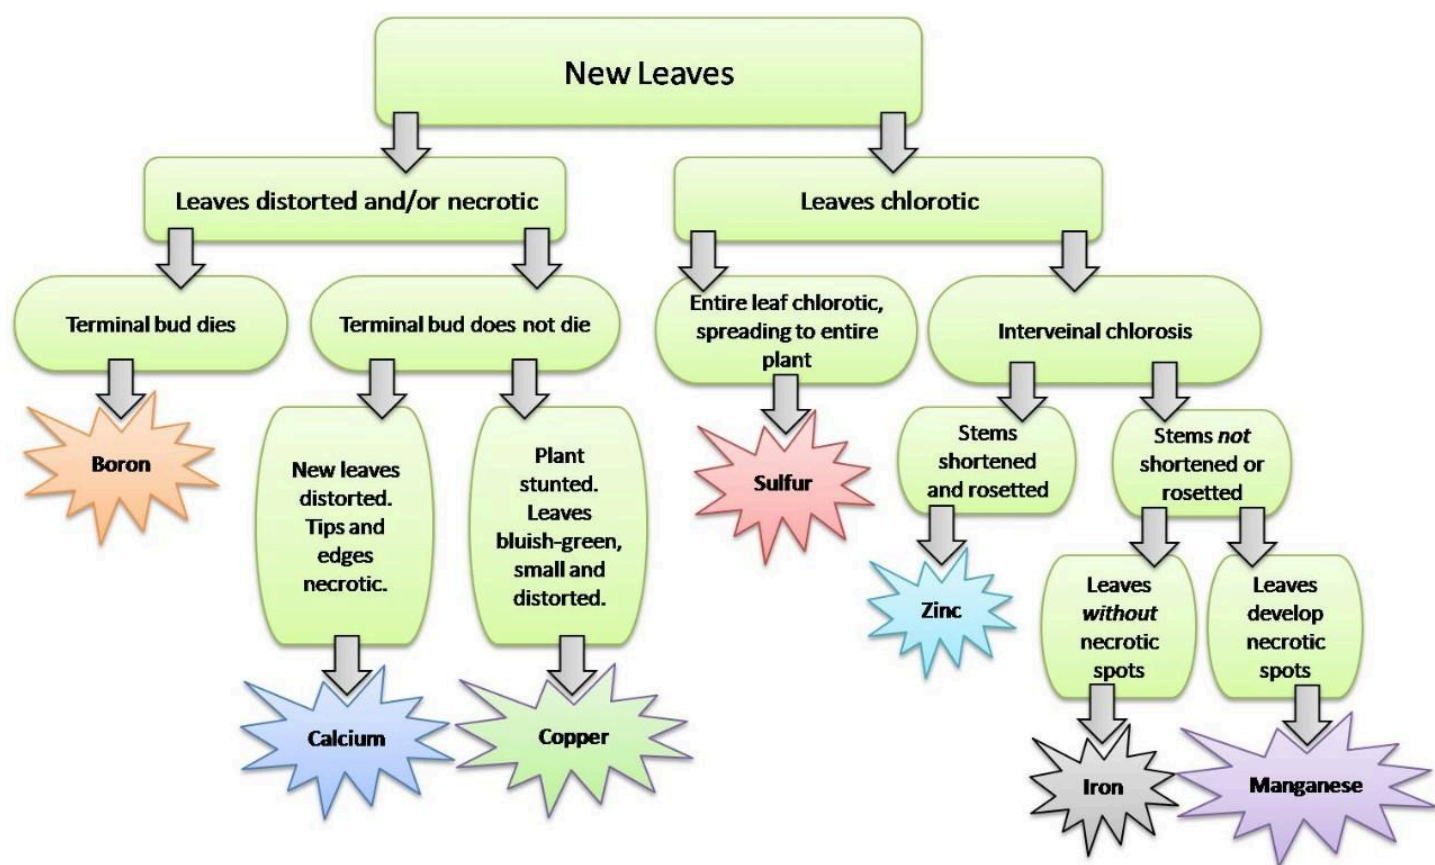 New Leaves
Leaves distorted and/or necrotic
Leaves chlorotic
Terminal bud dies
Terminal bud does not die
Entire leaf chlorotic,
spreading to entire
plant
Interveinal chlorosis
Boron
New leaves
distorted.
Tips and
edges
necrotic.
Plant
stunted.
Leaves
bluish-green,
small and
distorted.
Sulfur
Stems
shortened
and rosetted
Stems not
shortened or
rosetted
Zinc
Leaves
without
necrotic
spots
Leaves
develop
necrotic
spots
Calcium
Copper
Iron
Manganese